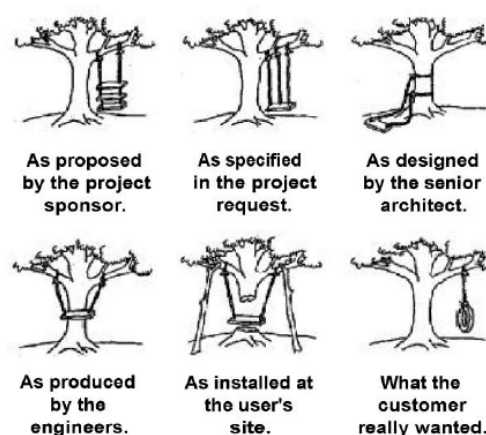 As proposed
by the project
sponsor.
As specified
in the project
request.
As designed
by the senior
architect.
As produced
by the
engineers.
As installed at
the user's
site.
What the
customer
really wanted.